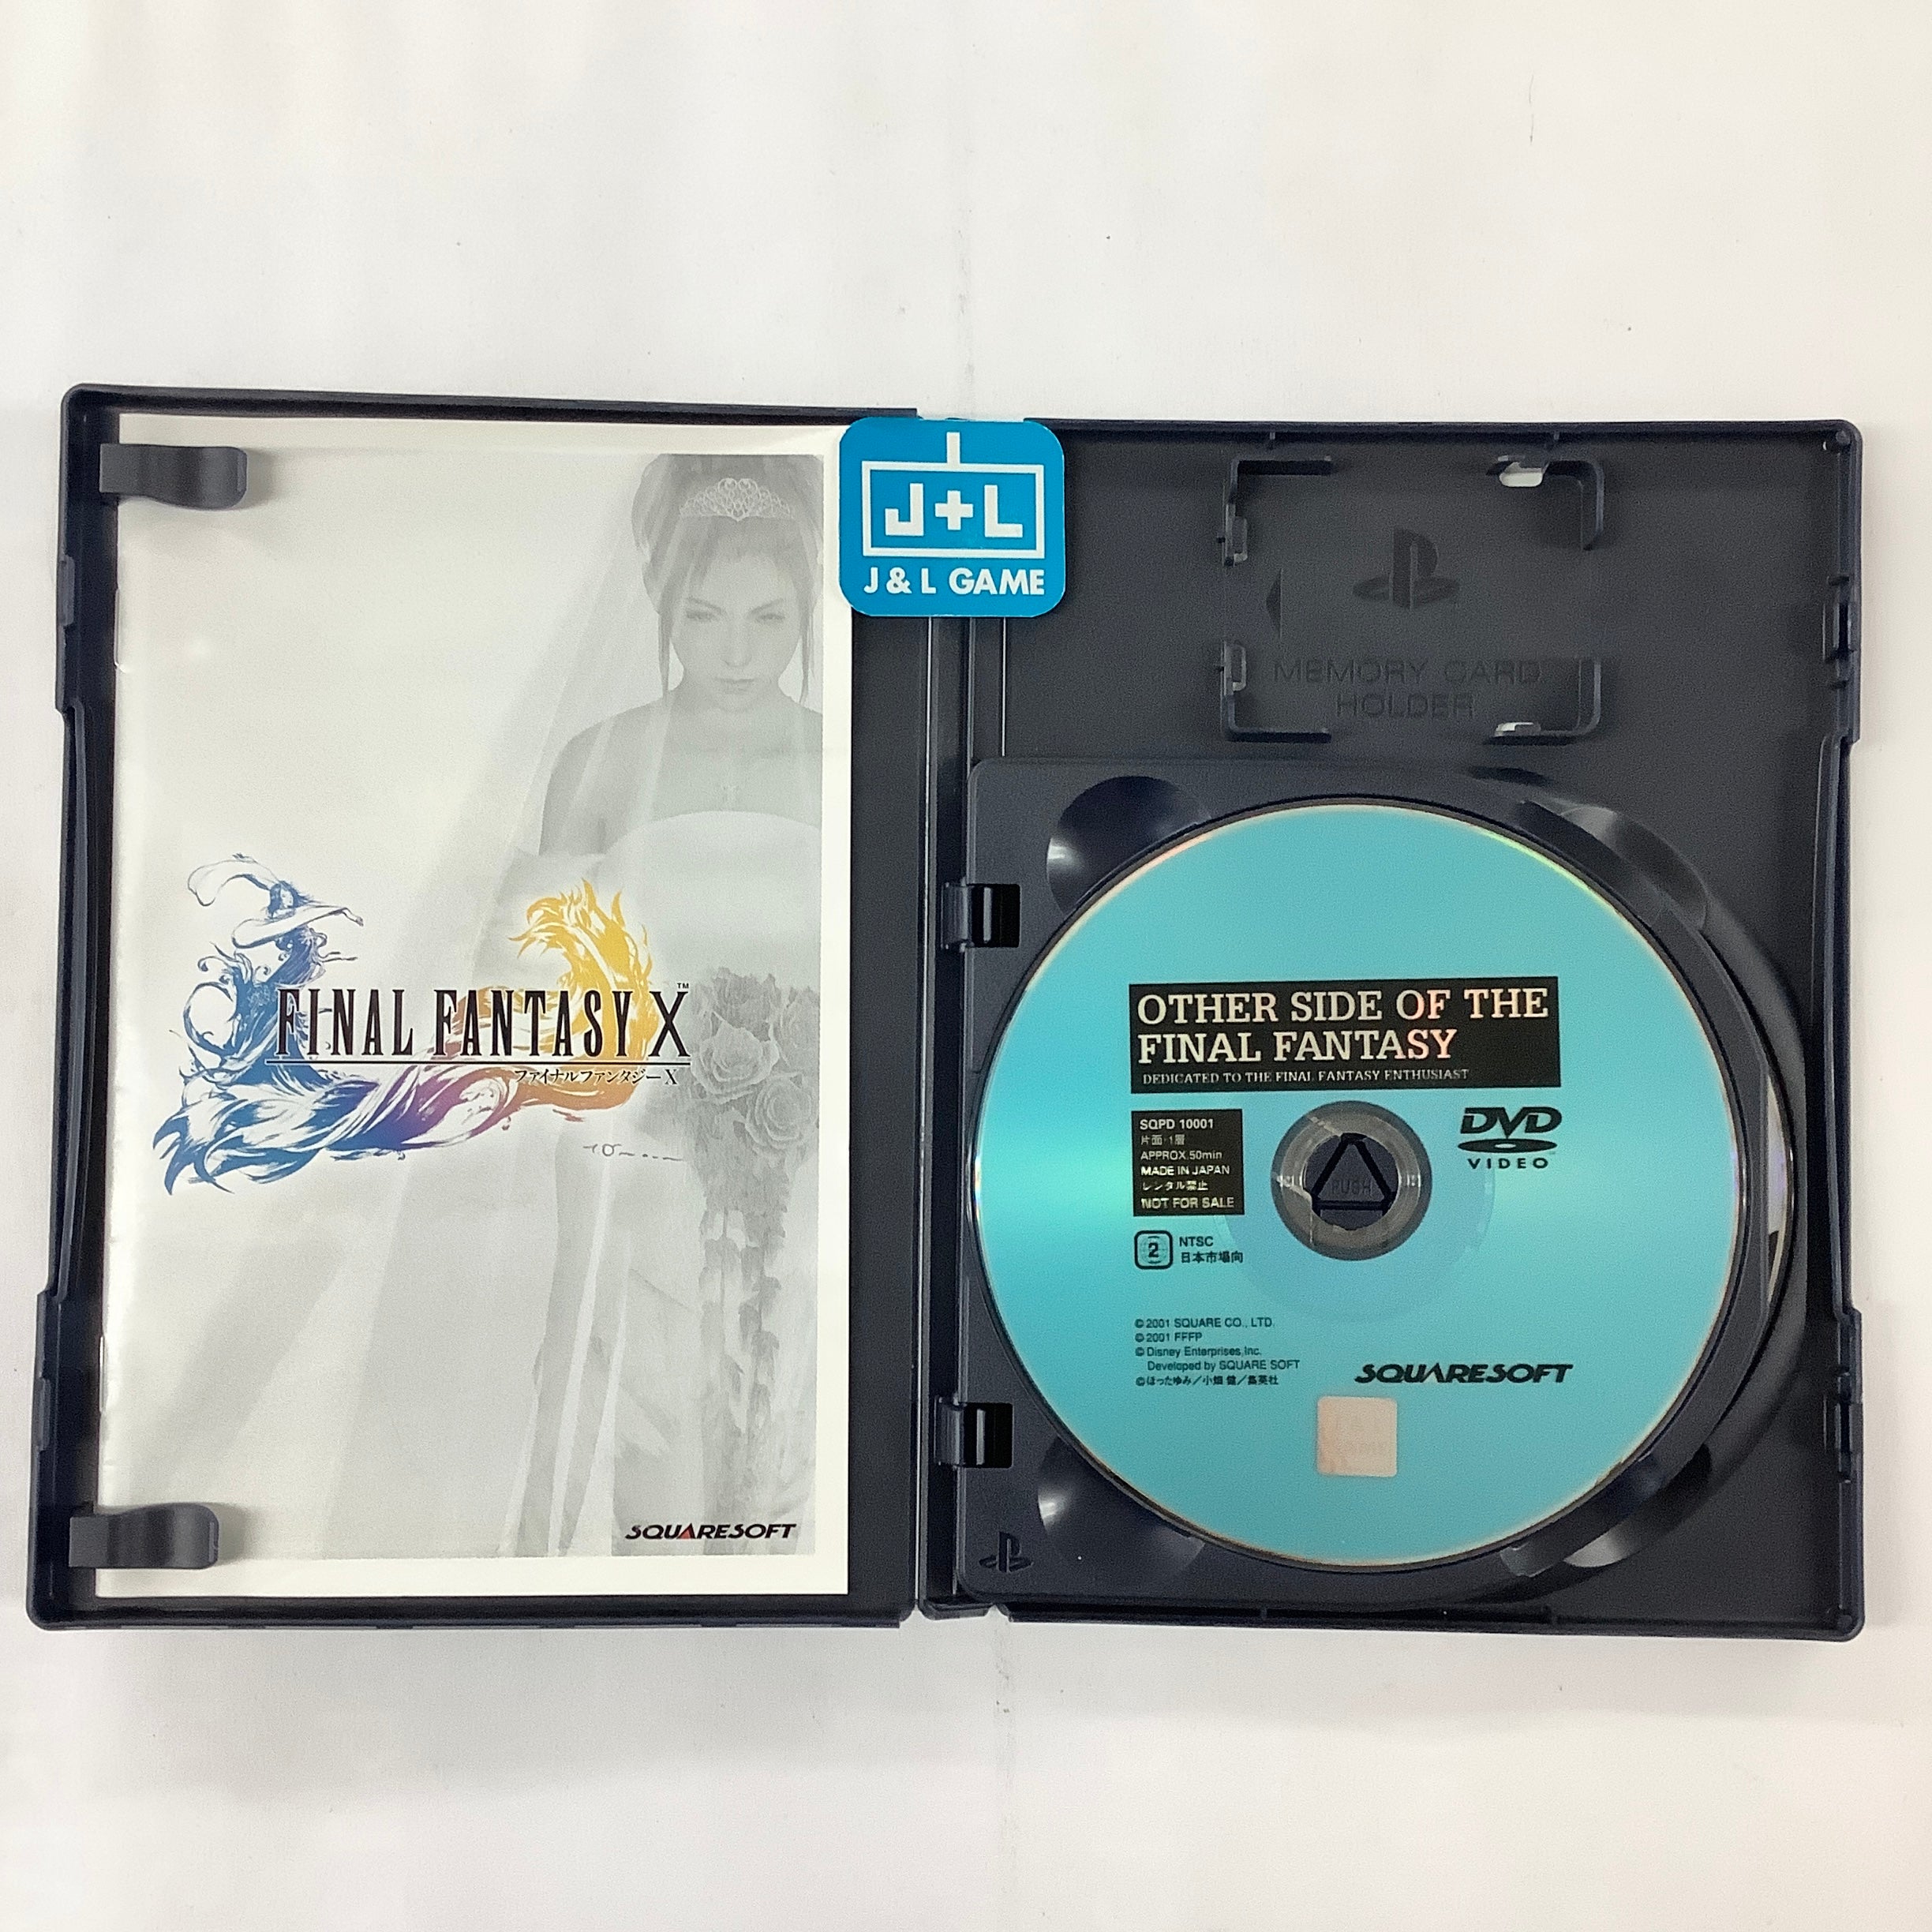 J+L
J & L GAME
MEMORY CARD
HOLDER
FINAL FANTASY X™
ファイナルファンタジーX
SQUARESOFT
OTHER SIDE OF THE
FINAL FANTASY
DEDICATED TO THE FINAL FANTASY ENTHUSIAST
SQPD 10001
片面・1層
APPROX.50min
MADE IN JAPAN
レンタル禁止
NOT FOR SALE
DVD
VIDEO
PUSH
2
NTSC
日本市場向
©2001 SQUARE CO., LTD.
©2001 FFFP
©Disney Enterprises,Inc.
Developed by SQUARE SOFT
©ほったゆみ/小畑 健/集英社
SQUARESOFT